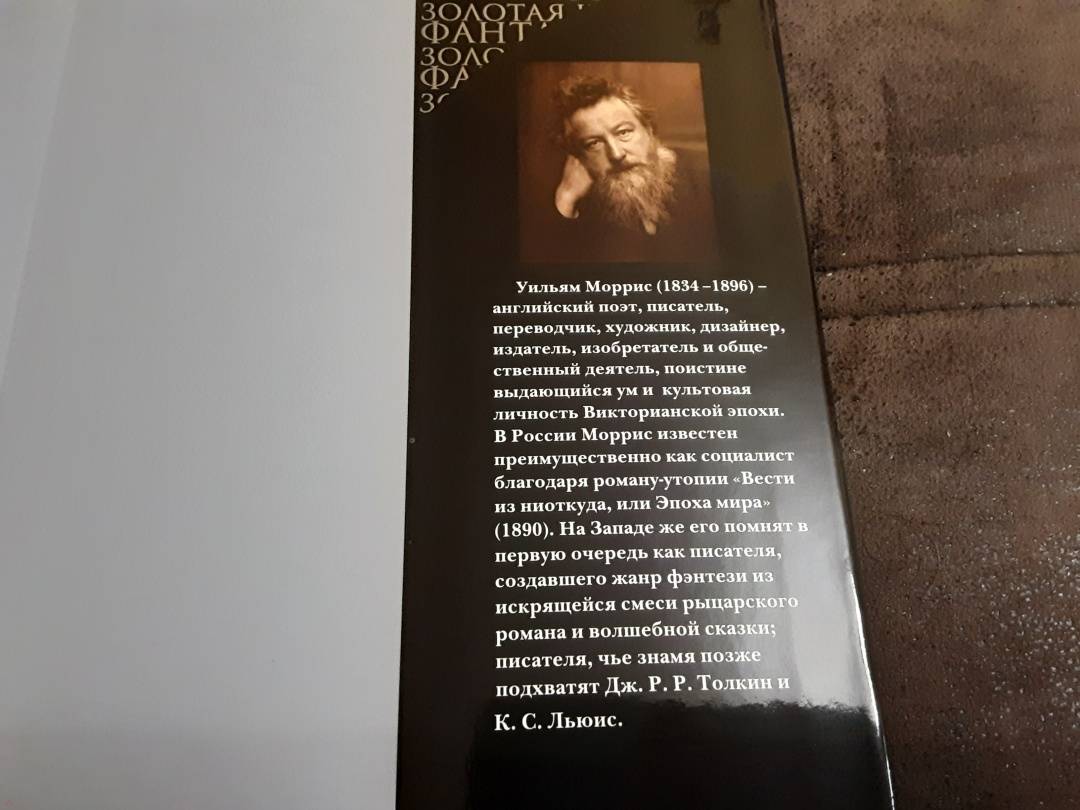 ЗОЛОТАЯ
ФАНТ
ЗОЛО
ФА
ЗО
Уильям Моррис (1834 –1896) –
английский поэт, писатель,
переводчик, художник, дизайнер,
издатель, изобретатель и обще-
ственный деятель, поистине
выдающийся ум и культовая
личность Викторианской эпохи.
В России Моррис известен
преимущественно как социалист
благодаря роману-утопии «Вести
из ниоткуда, или Эпоха мира»
(1890). На Западе же его помнят в
первую очередь как писателя,
создавшего жанр фэнтези из
искрящейся смеси рыцарского
романа и волшебной сказки;
писателя, чье знамя позже
подхватят Дж. Р. Р. Толкин и
К. С. Льюис.